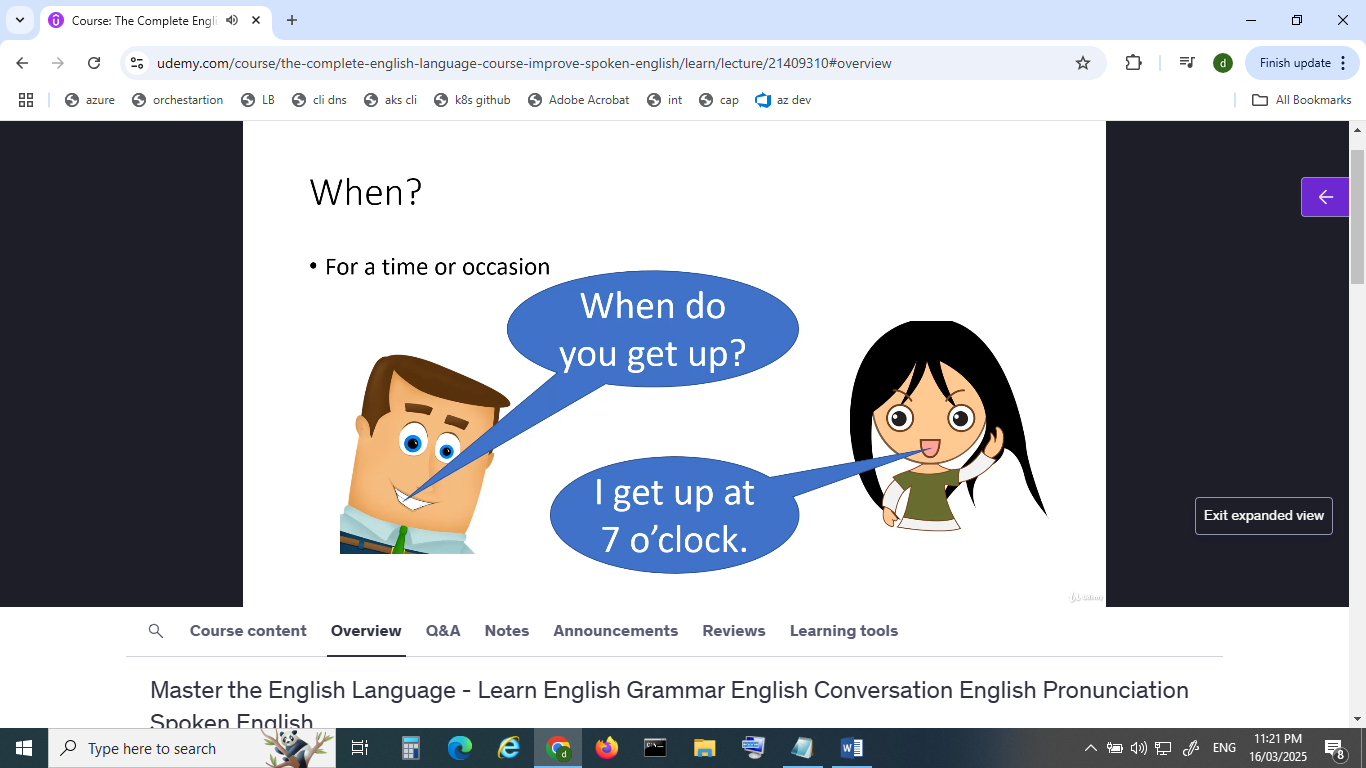 Course: The Complete Engli
udemy.com/course/the-complete-english-language-course-improve-spoken-english/learn/lecture/21409310#overview
d
Finish update
azure
orchestartion
LB
cli dns
aks cli
k8s github
Adobe Acrobat
int
cap
az dev
All Bookmarks
When?
• For a time or occasion
When do
you get up?
I get up at
7 o’clock.
Exit expanded view
Udemy
Course content
Overview
Q&A
Notes
Announcements
Reviews
Learning tools
Master the English Language - Learn English Grammar English Conversation English Pronunciation
Spoken English
Type here to search
ENG
11:21 PM
16/03/2025
8